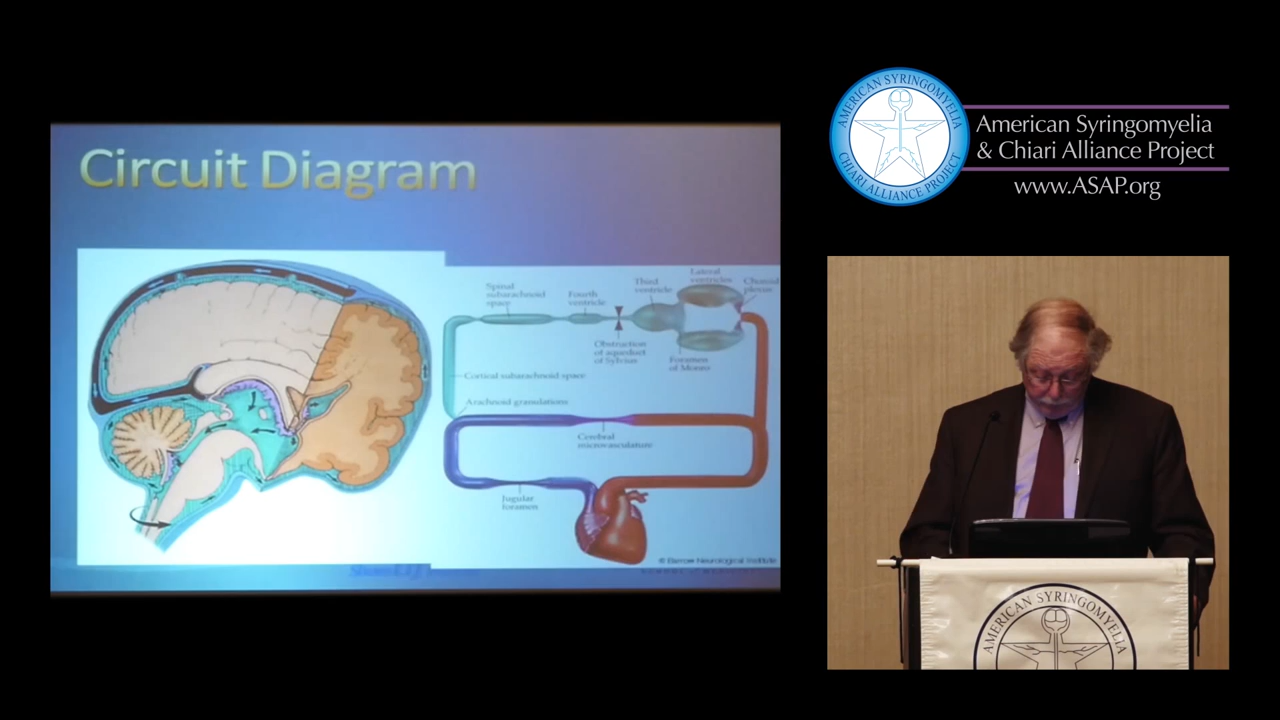 Circuit Diagram
Spinal
subarachnoid
space
Fourth
ventricle
Third
ventricle
Lateral
ventricles
Choroid
plexus
Obstruction
of aqueduct
of Sylvius
Foramen
of Monro
Cortical subarachnoid space
Arachnoid granulations
Cerebral
microvasculature
Jugular
foramen
© Barrow Neurological Institute
AMERICAN SYRINGOMYELIA
CHIARI ALLIANCE PROJECT
American Syringomyelia
& Chiari Alliance Project
www.ASAP.org
AMERICAN SYRINGOMYELIA